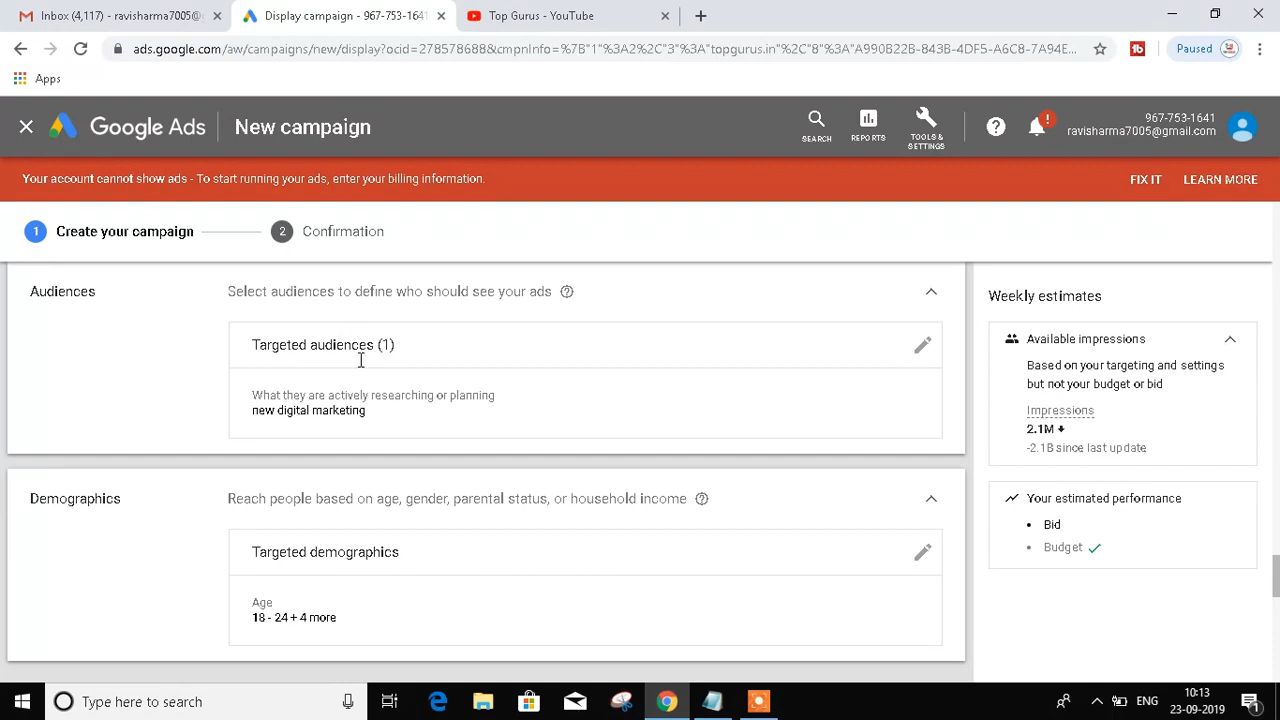 Inbox (4,117) - ravisharma7005@
Display campaign - 967-753-164
Top Gurus - YouTube
ads.google.com/aw/campaigns/new/display?ocid=278578688&cmpnInfo=%7B"1"%3A2%2C"3"%3A"topgurus.in"%2C"8"%3A"A990B22B-843B-4DF5-A6C8-7A94E...
Paused
Apps
Google Ads
New campaign
SEARCH
REPORTS
TOOLS & SETTINGS
967-753-1641
ravisharma7005@gmail.com
Your account cannot show ads - To start running your ads, enter your billing information.
FIX IT
LEARN MORE
1 Create your campaign
2 Confirmation
Audiences
Select audiences to define who should see your ads
Targeted audiences (1)
What they are actively researching or planning
new digital marketing
Demographics
Reach people based on age, gender, parental status, or household income
Targeted demographics
Age
18 - 24 + 4 more
Weekly estimates
Available impressions
Based on your targeting and settings
but not your budget or bid
Impressions
2.1M
-2.1B since last update
Your estimated performance
• Bid
• Budget
Type here to search
ENG
10:13
23-09-2019
1